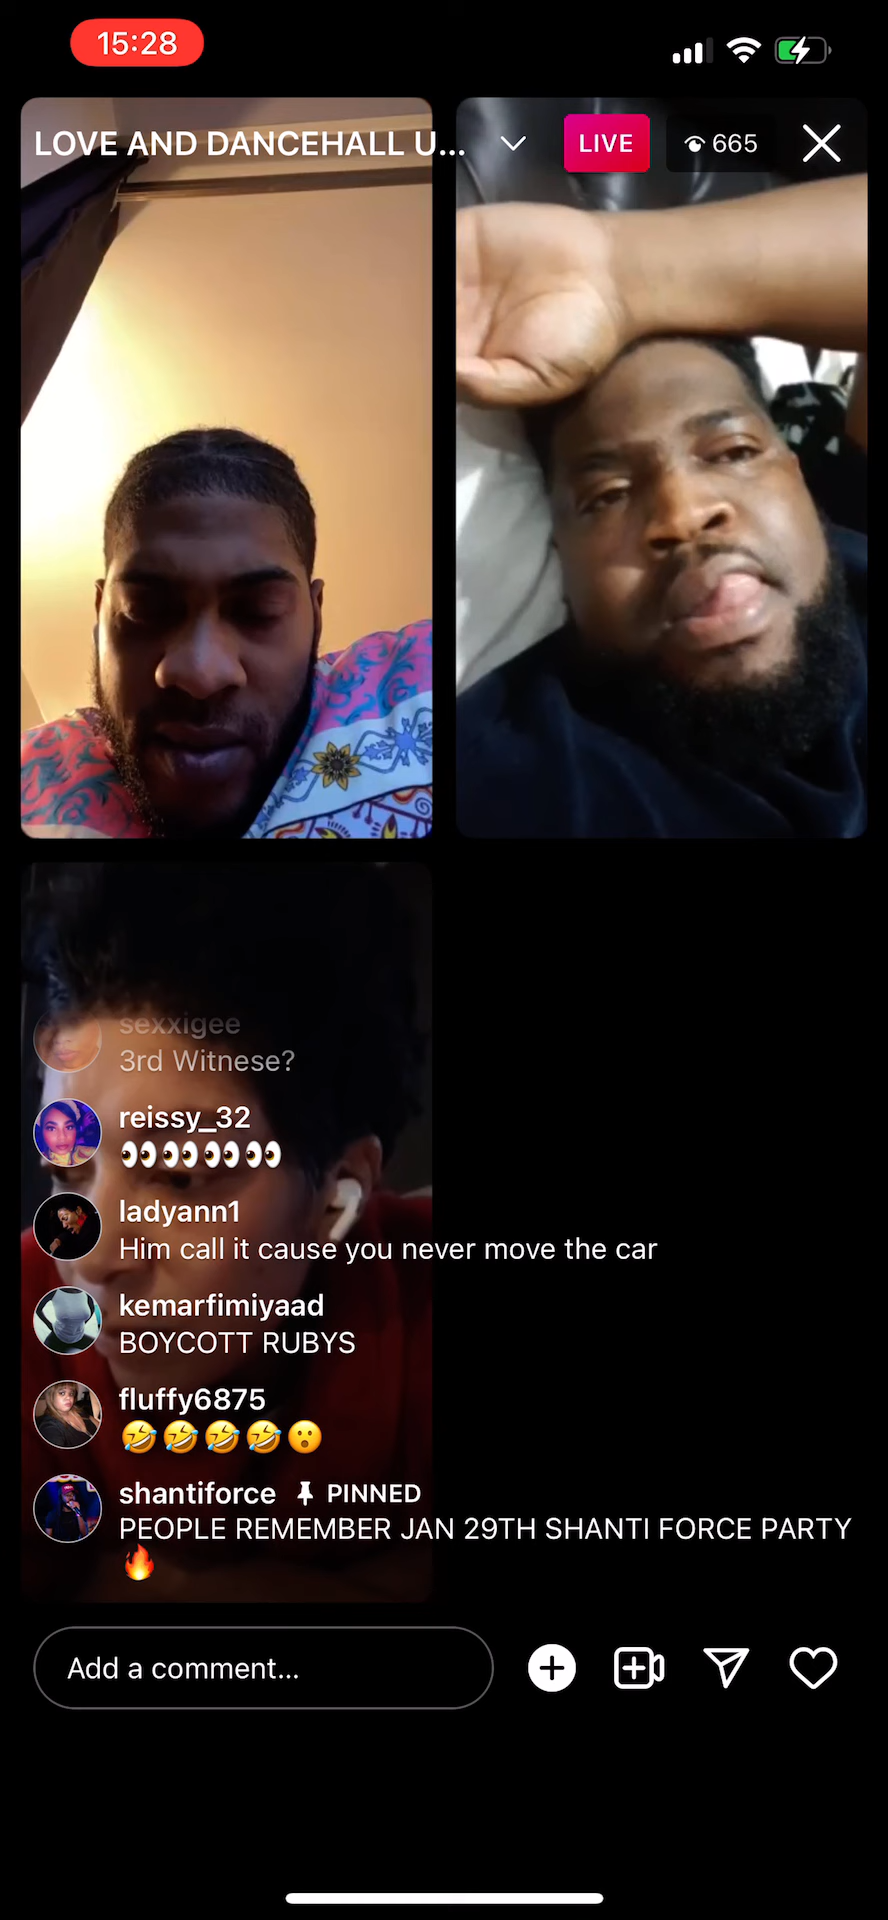 15:28
LOVE AND DANCEHALL U...
LIVE
665
sexxigee
3rd Witnese?
reissy_32
👀👀👀👀
ladyann1
Him call it cause you never move the car
kemarfimiyaad
BOYCOTT RUBYS
fluffy6875
🤣🤣🤣🤣😮
shantiforce PINNED
PEOPLE REMEMBER JAN 29TH SHANTI FORCE PARTY
🔥
Add a comment...